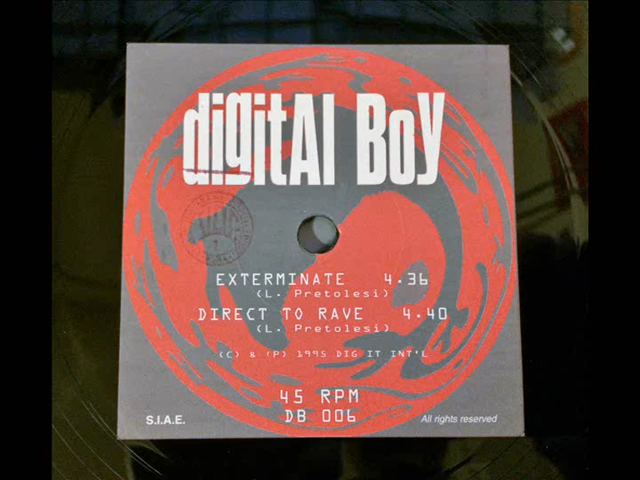 digitAl BoY
EXTERMINATE 4.36
(L. Pretolesi)
DIRECT TO RAVE 4.40
(L. Pretolesi)
(C) & (P) 1995 DIG IT INT'L
45 RPM
DB 006
S.I.A.E.
All rights reserved